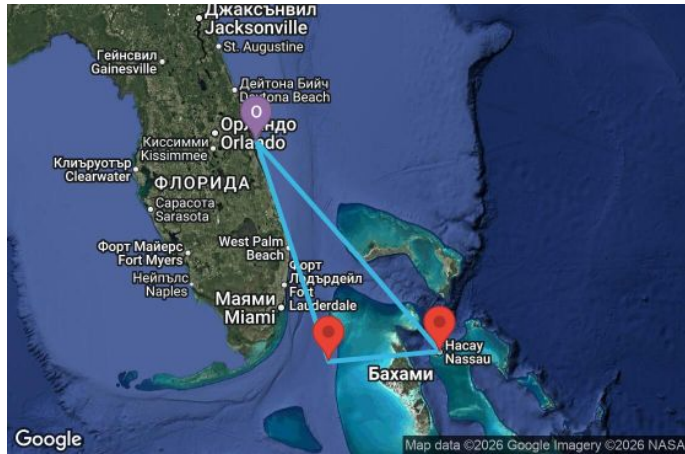 Джаксънвил
Jacksonville
St. Augustine
Гейнсвил
Gainesville
Дейтона Бийч
Daytona Beach
O
Орландо
Orlando
Кисsимми
Kissimmee
Клиъруотър
Clearwater
ФЛОРИДА
Сарасота
Sarasota
West Palm
Beach
Форт Майерс
Fort Myers
Форт
Лодърдейл
Fort
Lauderdale
Нейпълс
Naples
Маями
Miami
Насау
Nassau
Бахами
Google
Map data ©2026 Google Imagery ©2026 NASA